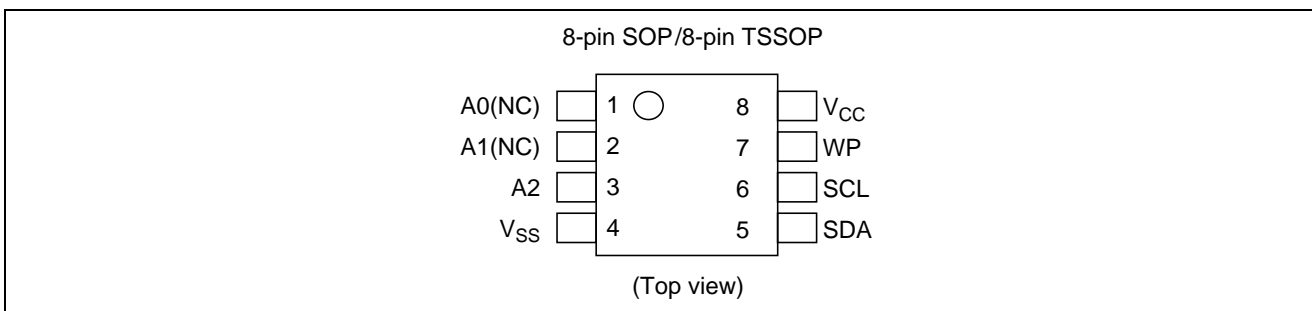 8-pin SOP/8-pin TSSOP
A0(NC) 1 8 VCC
A1(NC) 2 7 WP
A2 3 6 SCL
VSS 4 5 SDA
(Top view)